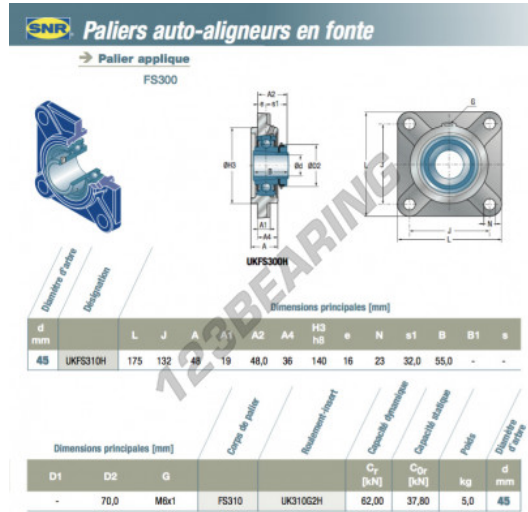 SNR Paliers auto-aligneurs en fonte
Palier applique
FS300
A2
e s1
G
ØH3
B
Ød
ØD2
A1
A4
A
L
J
N
J
L
UKFS300H
123BEARING
Diamètre d'arbre
Désignation
Dimensions principales [mm]
d mm L J A A1 A2 A4 H3 h8 e N s1 B B1 s
45 UKFS310H 175 132 48 19 48,0 36 140 16 23 32,0 55,0 - - -
Dimensions principales [mm]
Corps de palier
Roulement-insert
Capacité dynamique
Capacité statique
Poids
Diamètre d'arbre
D1 D2 G Cr [kN] C0r [kN] kg d mm
- 70,0 M6x1 FS310 UK310G2H 62,00 37,80 5,0 45